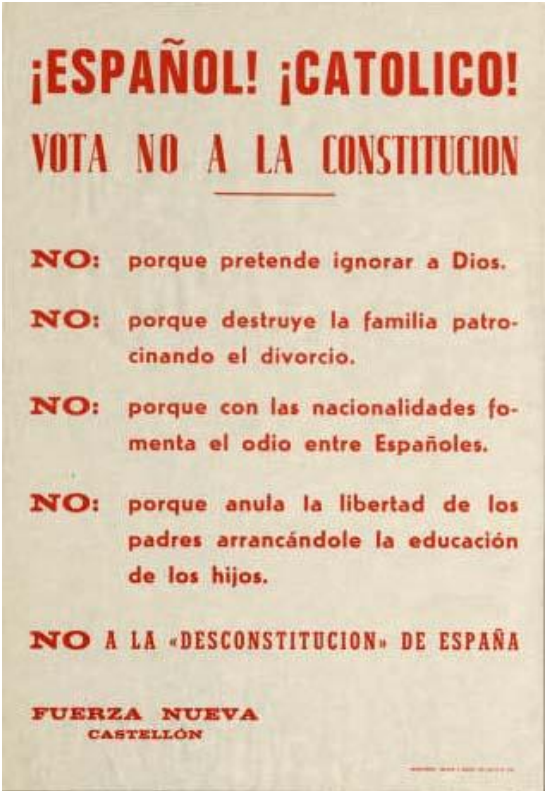 ¡ESPAÑOL! ¡CATOLICO!
VOTA NO A LA CONSTITUCION
NO: porque pretende ignorar a Dios.
NO: porque destruye la familia patro-
cinando el divorcio.
NO: porque con las nacionalidades fo-
menta el odio entre Españoles.
NO: porque anula la libertad de los
padres arrancándole la educación
de los hijos.
NO A LA «DESCONSTITUCION» DE ESPAÑA
FUERZA NUEVA
CASTELLÓN